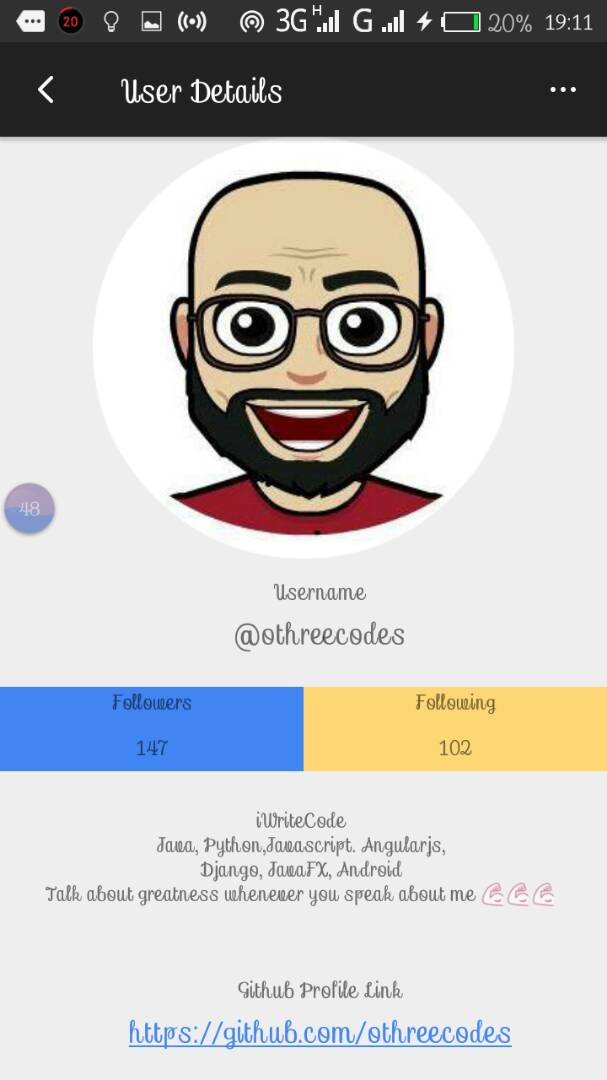 20 3G H G 20% 19:11
User Details
48
Username
@othreecodes
Followers Following
147 102
iWriteCode
Java, Python,Javascript. Angularjs,
Django, JavaFX, Android
Talk about greatness whenever you speak about me 💪💪💪
Github Profile Link
https://github.com/othreecodes